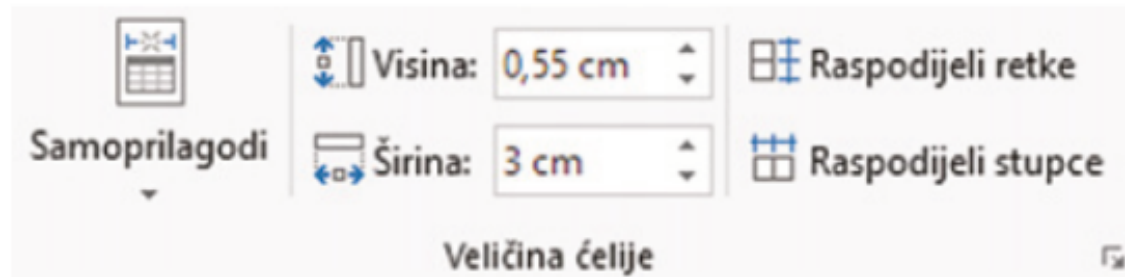 Visina: 0,55 cm Raspodijeli retke
Samoprilagodi
Širina: 3 cm Raspodijeli stupce
Veličina ćelije